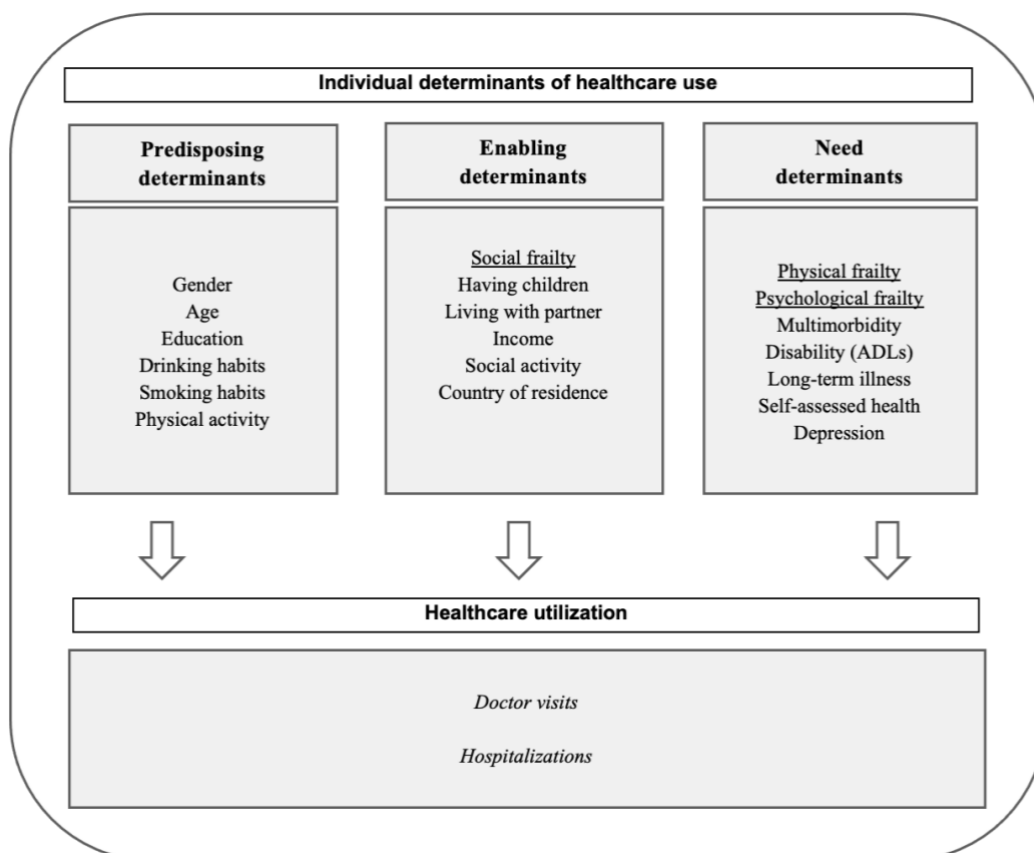 Individual determinants of healthcare use
Predisposing
determinants
Gender
Age
Education
Drinking habits
Smoking habits
Physical activity
Enabling
determinants
Social frailty
Having children
Living with partner
Income
Social activity
Country of residence
Need
determinants
Physical frailty
Psychological frailty
Multimorbidity
Disability (ADLs)
Long-term illness
Self-assessed health
Depression
Healthcare utilization
Doctor visits
Hospitalizations